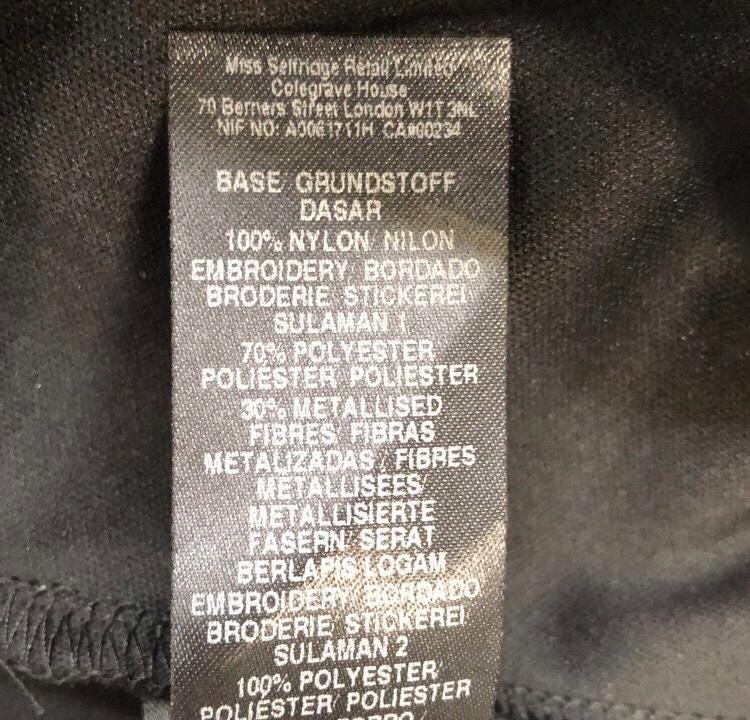 Miss Selfridge Retail Limited
Colegrave House
70 Berners Street London W1T 3NL
NIF NO: A0061711H CA#00234
BASE/ GRUNDSTOFF
DASAR
100% NYLON/ NILON
EMBROIDERY/ BORDADO
BRODERIE/ STICKEREI
SULAMAN 1
70% POLYESTER
POLIESTER/ POLIESTER
30% METALLISED
FIBRES/ FIBRAS
METALIZADAS/ FIBRES
METALLISEES/
METALLISIERTE
FASERN/ SERAT
BERLAPIS LOGAM
EMBROIDERY/ BORDADO
BRODERIE/ STICKEREI
SULAMAN 2
100% POLYESTER/
POLIESTER/ POLIESTER